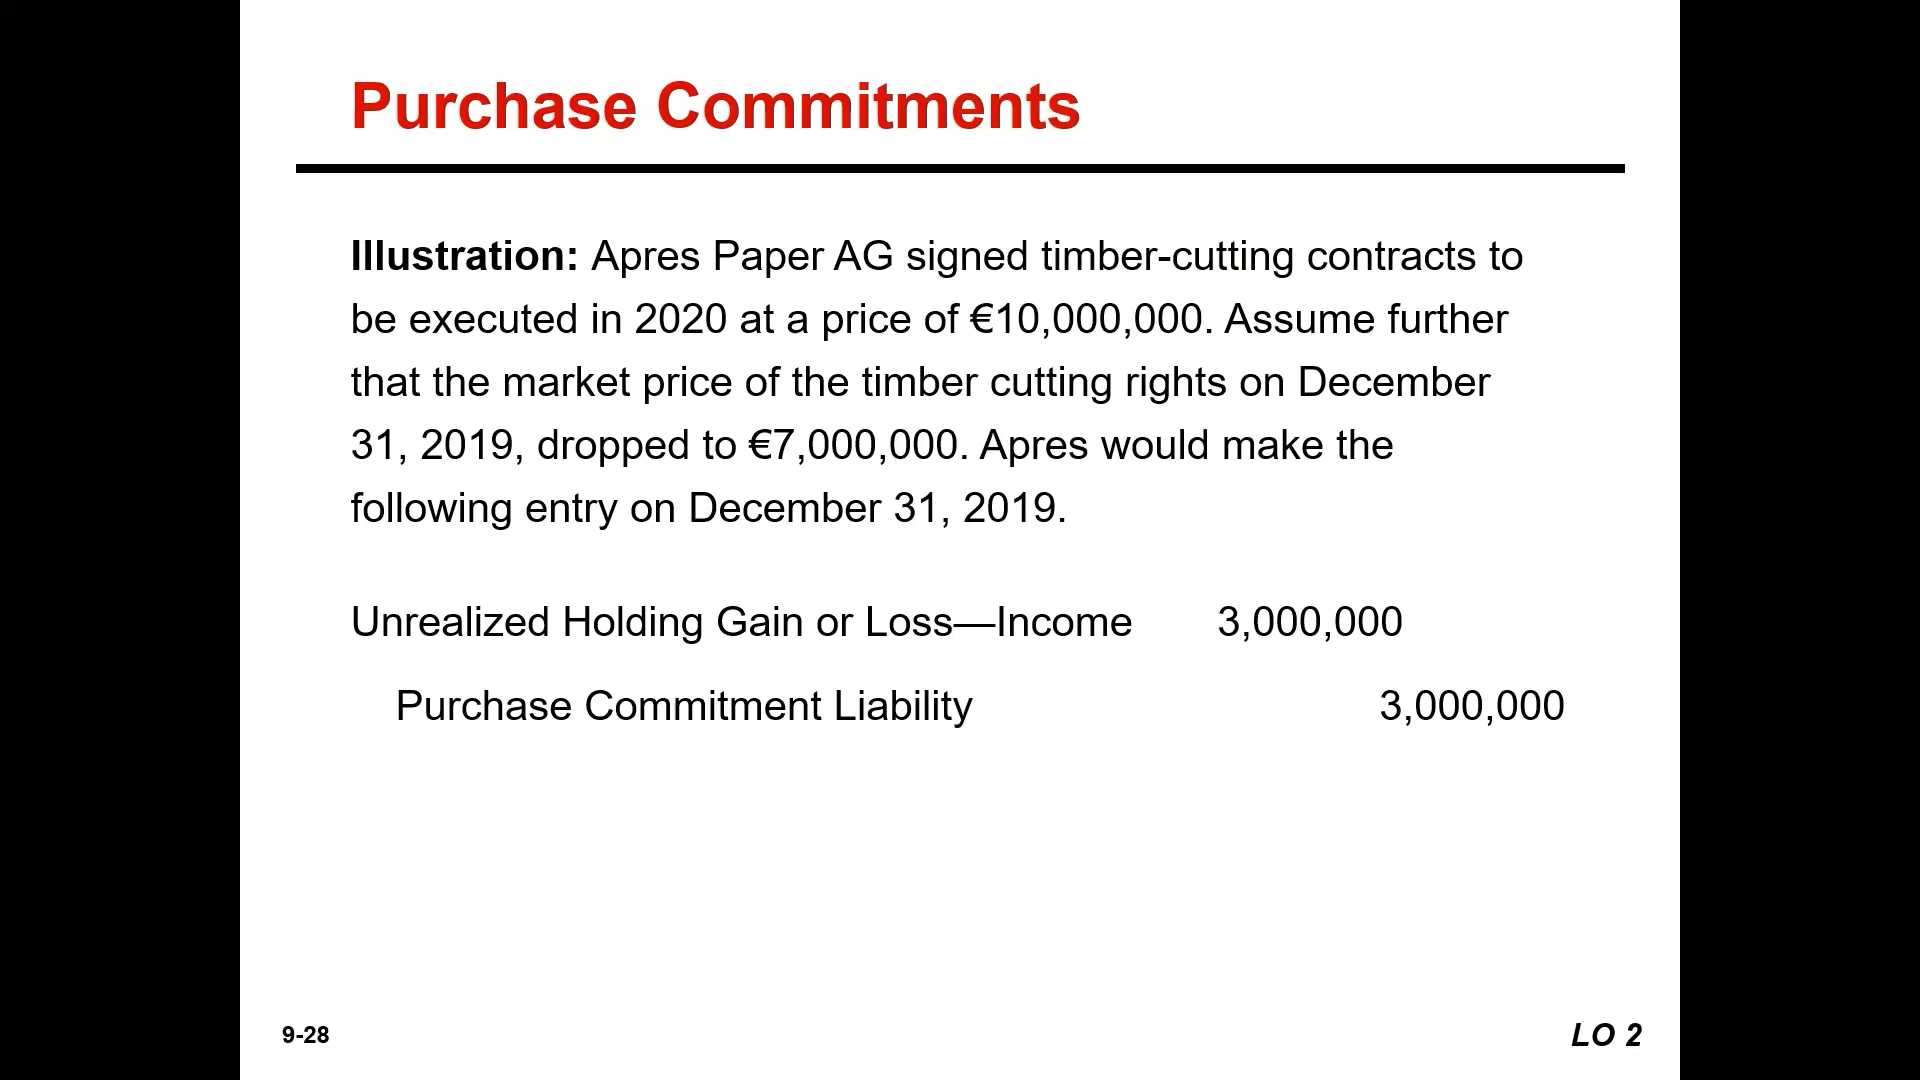 Purchase Commitments
Illustration: Apres Paper AG signed timber-cutting contracts to
be executed in 2020 at a price of €10,000,000. Assume further
that the market price of the timber cutting rights on December
31, 2019, dropped to €7,000,000. Apres would make the
following entry on December 31, 2019.
Unrealized Holding Gain or Loss—Income 3,000,000
Purchase Commitment Liability 3,000,000
9-28
LO 2